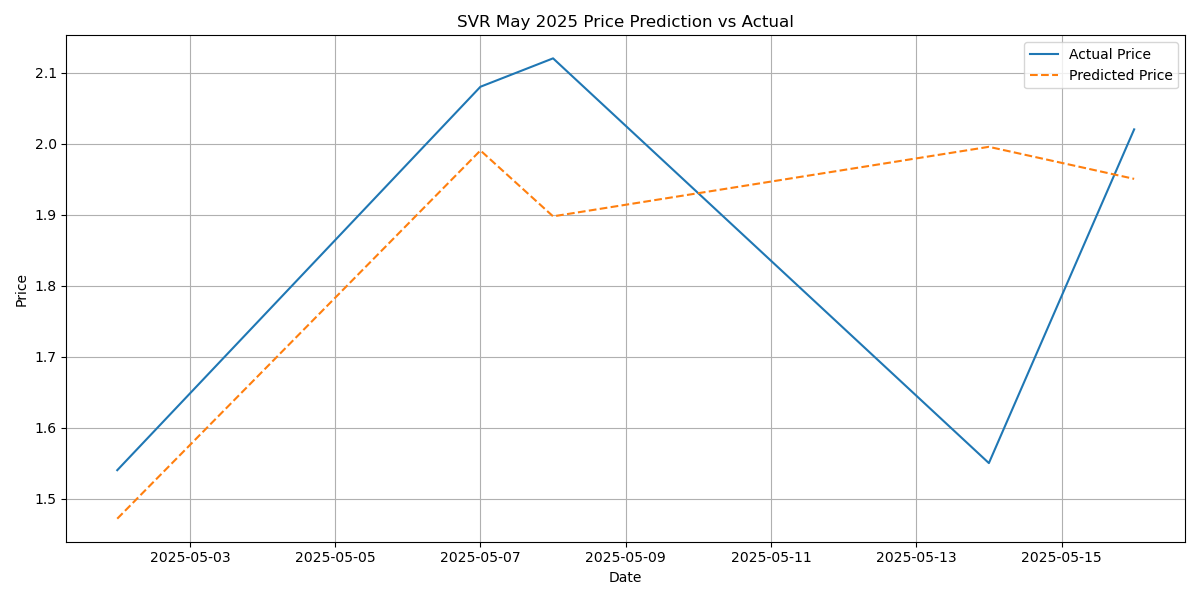 SVR May 2025 Price Prediction vs Actual
Actual Price
Predicted Price
Price
2.1
2.0
1.9
1.8
1.7
1.6
1.5
2025-05-03 2025-05-05 2025-05-07 2025-05-09 2025-05-11 2025-05-13 2025-05-15
Date